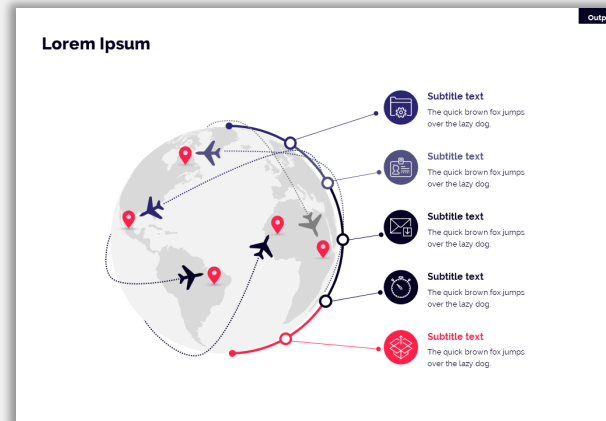 Outp
Lorem Ipsum
Subtitle text
The quick brown fox jumps
over the lazy dog.
Subtitle text
The quick brown fox jumps
over the lazy dog.
Subtitle text
The quick brown fox jumps
over the lazy dog.
Subtitle text
The quick brown fox jumps
over the lazy dog.
Subtitle text
The quick brown fox jumps
over the lazy dog.